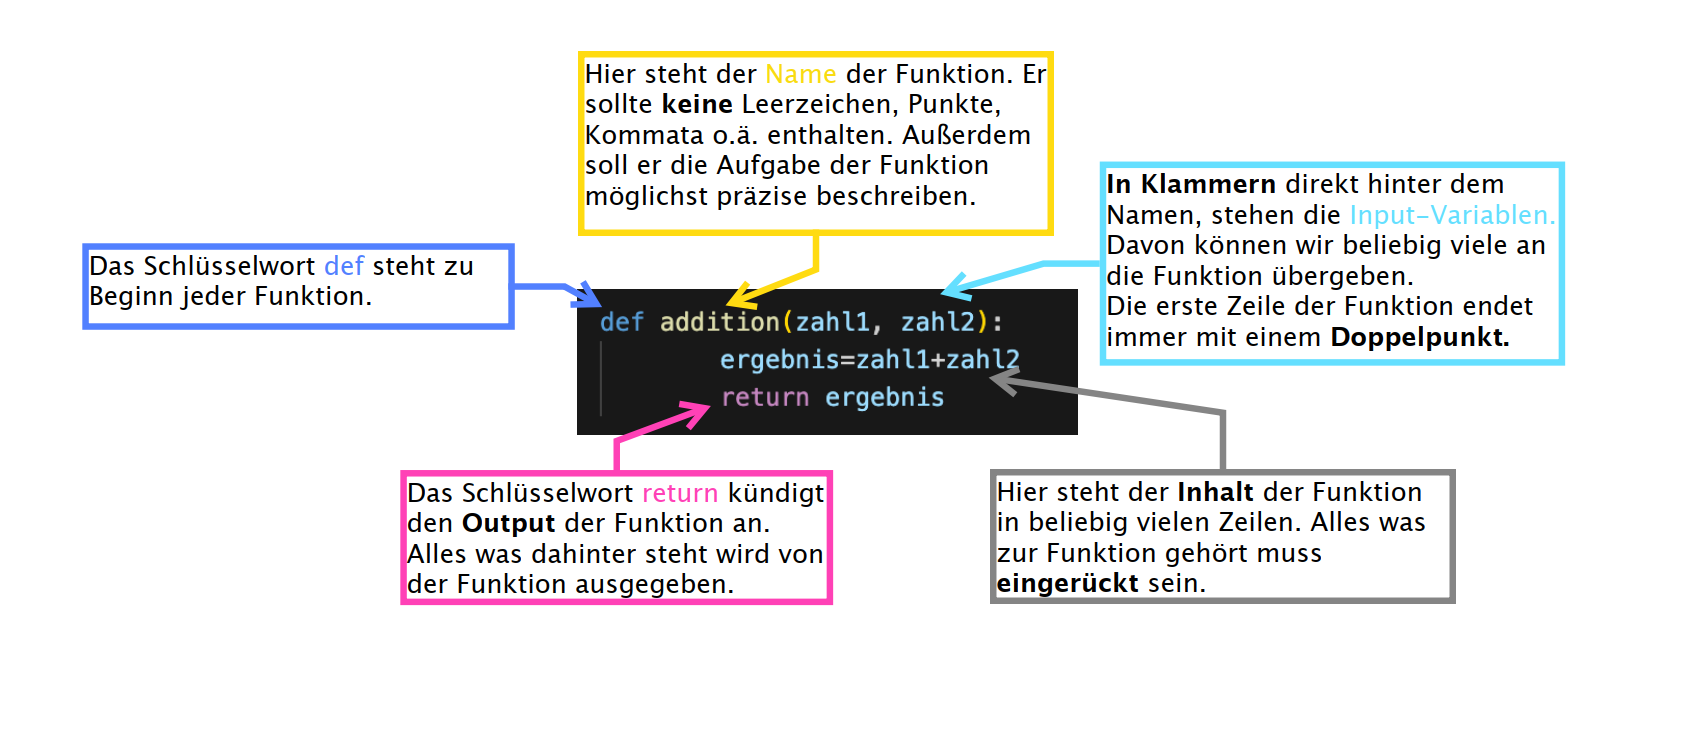 Hier steht der Name der Funktion. Er
sollte keine Leerzeichen, Punkte,
Kommata o.ä. enthalten. Außerdem
soll er die Aufgabe der Funktion
möglichst präzise beschreiben.
In Klammern direkt hinter dem
Namen, stehen die Input-Variablen.
Davon können wir beliebig viele an
die Funktion übergeben.
Die erste Zeile der Funktion endet
immer mit einem Doppelpunkt.
Das Schlüsselwort def steht zu
Beginn jeder Funktion.
def addition(zahl1, zahl2):
ergebnis=zahl1+zahl2
return ergebnis
Das Schlüsselwort return kündigt
den Output der Funktion an.
Alles was dahinter steht wird von
der Funktion ausgegeben.
Hier steht der Inhalt der Funktion
in beliebig vielen Zeilen. Alles was
zur Funktion gehört muss
eingerückt sein.